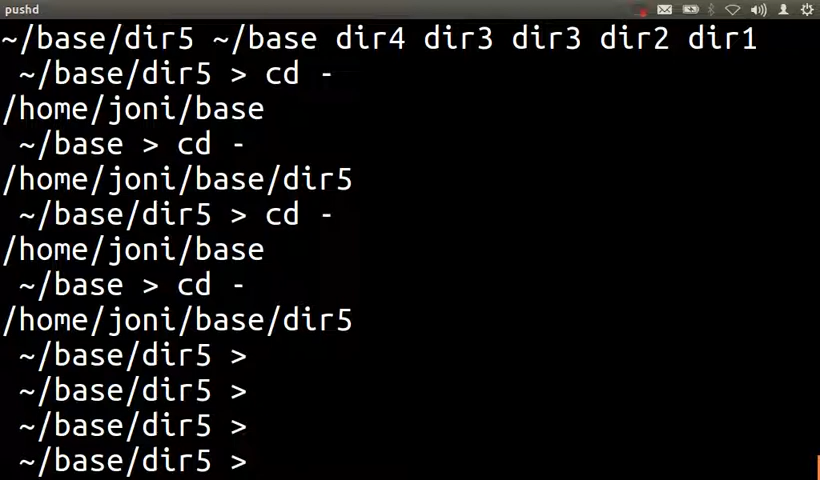 pushd
~/base/dir5 ~/base dir4 dir3 dir3 dir2 dir1
~/base/dir5 > cd -
/home/joni/base
~/base > cd -
/home/joni/base/dir5
~/base/dir5 > cd -
/home/joni/base
~/base > cd -
/home/joni/base/dir5
~/base/dir5 >
~/base/dir5 >
~/base/dir5 >
~/base/dir5 >